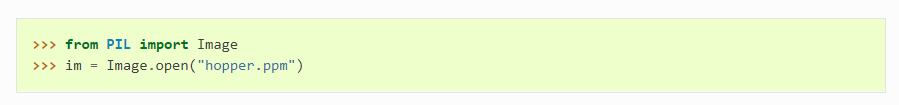 >>> from PIL import Image
>>> im = Image.open("hopper.ppm")